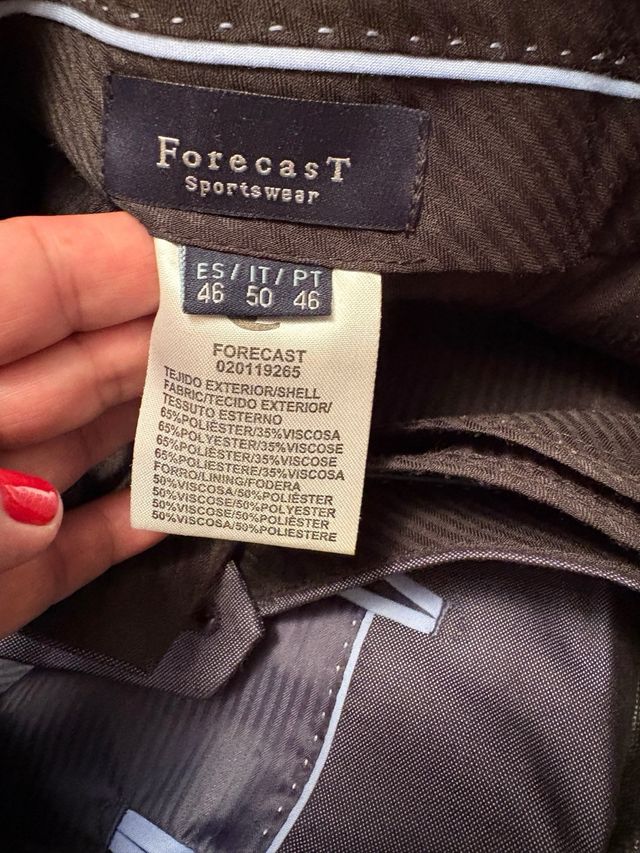 ForecasT
Sportswear
ES / IT / PT
46 50 46
FORECAST
020119265
TEJIDO EXTERIOR/SHELL
FABRIC/TECIDO EXTERIOR/
TESSUTO ESTERNO
65%POLIÉSTER/35%VISCOSA
65%POLYESTER/35%VISCOSE
65%POLIÉSTER/35%VISCOSE
65%POLIESTERE/35%VISCOSA
FORRO/LINING/FODERA
50%VISCOSA/50%POLIÉSTER
50%VISCOSE/50%POLYESTER
50%VISCOSE/50%POLIÉSTER
50%VISCOSA/50%POLIESTERE